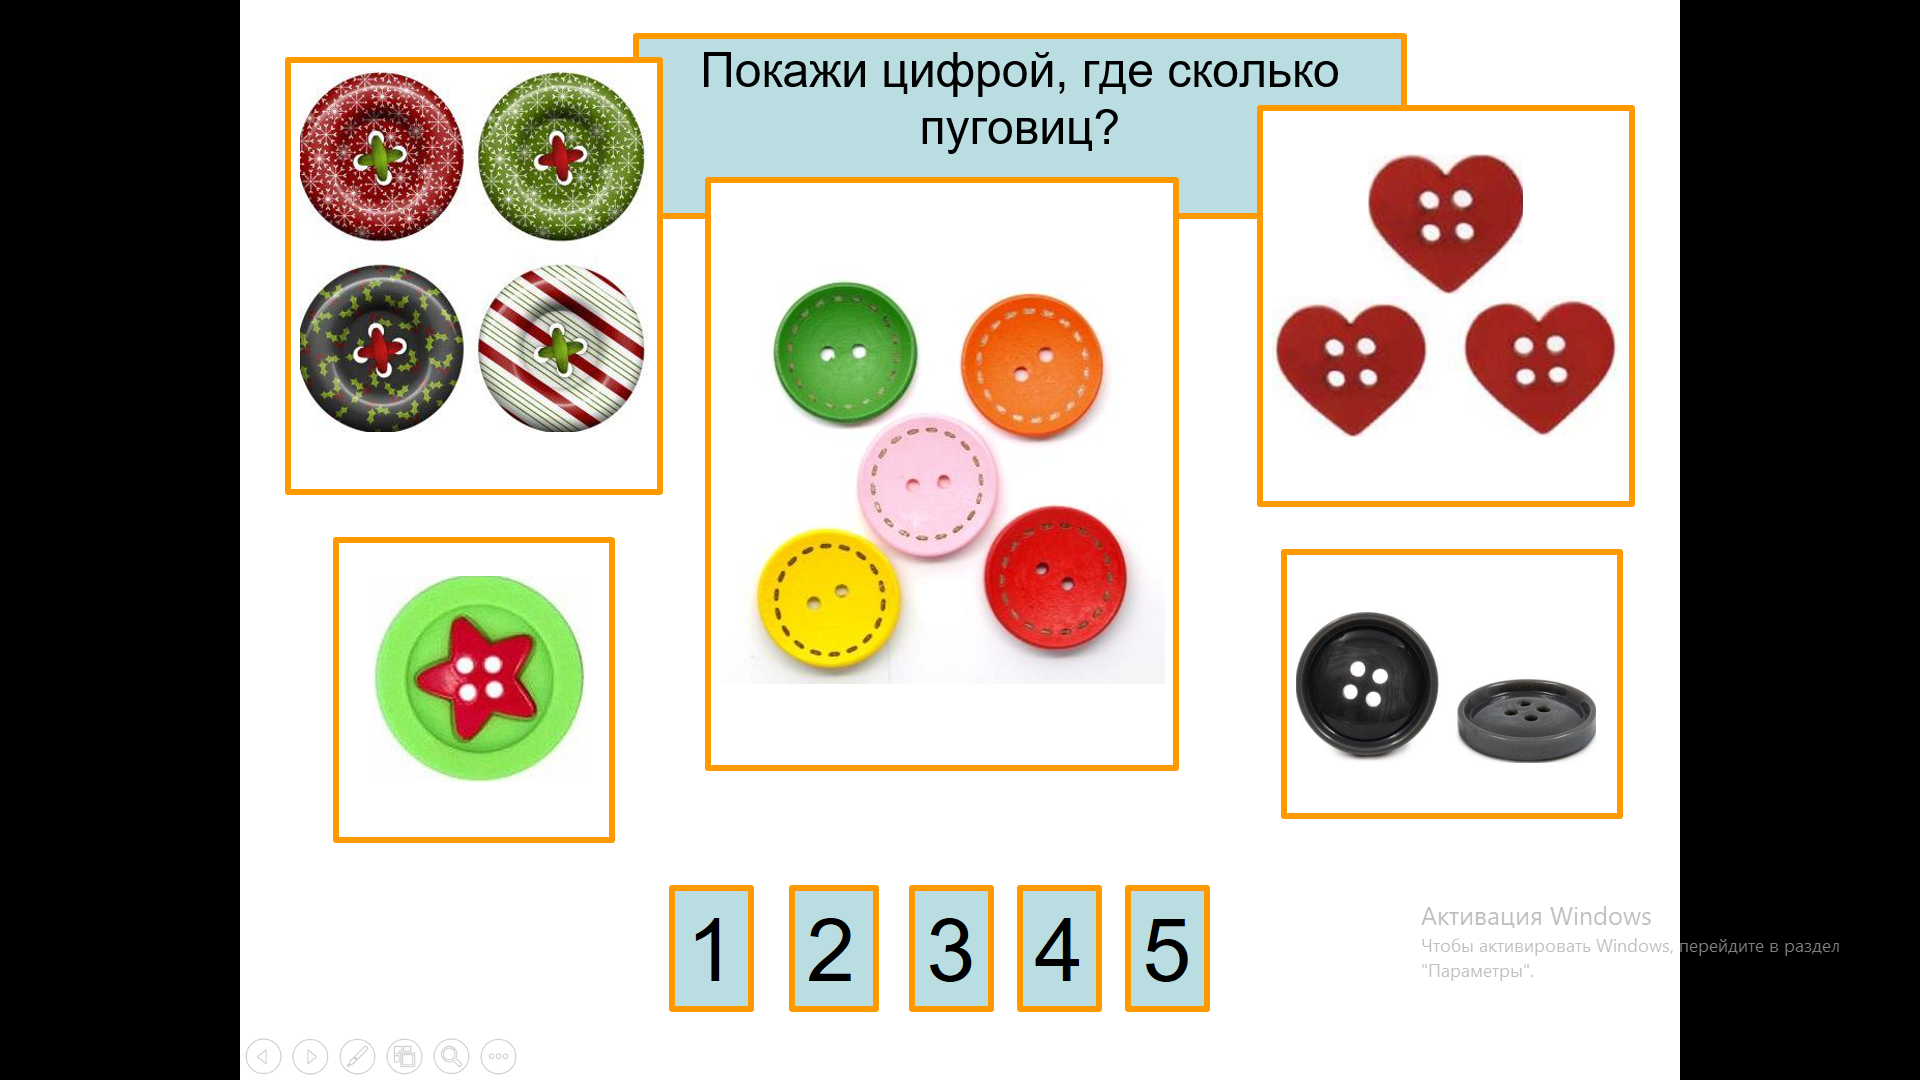 Покажи цифрой, где сколько
пуговиц?
1 2 3 4 5
Активация Windows
Чтобы активировать Windows, перейдите в раздел
"Параметры".